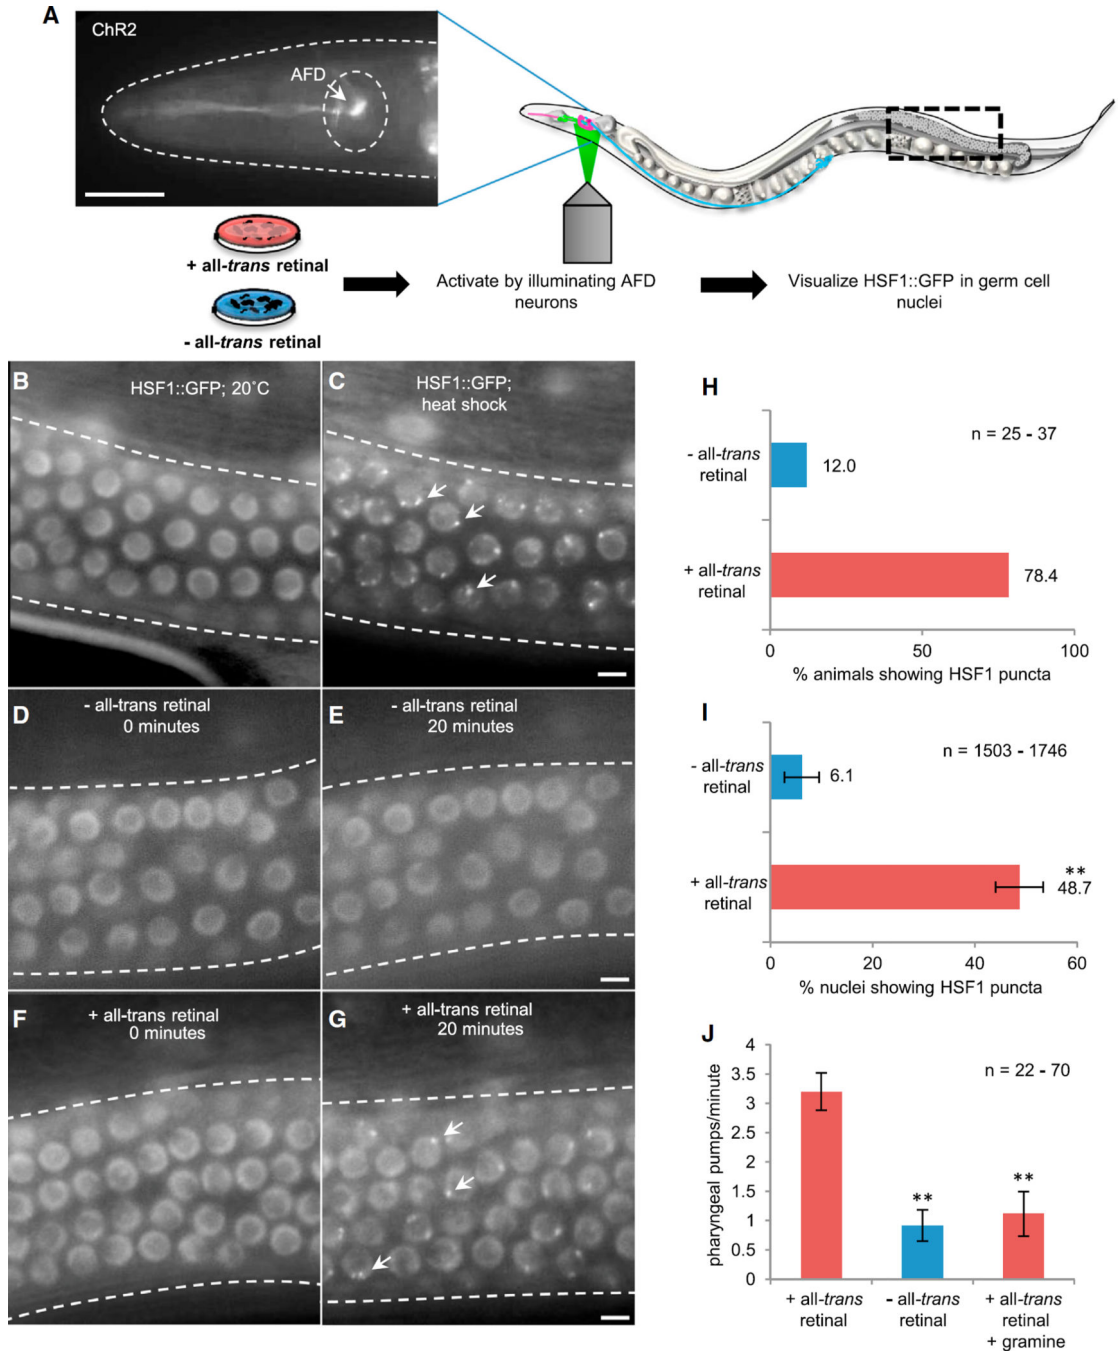 A
ChR2
AFD
+ all-trans retinal
- all-trans retinal
Activate by illuminating AFD
neurons
Visualize HSF1::GFP in germ cell
nuclei
B
HSF1::GFP; 20˚C
C
HSF1::GFP;
heat shock
D
- all-trans retinal
0 minutes
E
- all-trans retinal
20 minutes
F
+ all-trans retinal
0 minutes
G
+ all-trans retinal
20 minutes
H
n = 25 - 37
- all-trans
retinal
12.0
+ all-trans
retinal
78.4
0 50 100
% animals showing HSF1 puncta
I
n = 1503 - 1746
- all-trans
retinal
6.1
+ all-trans
retinal
**
48.7
0 20 40 60
% nuclei showing HSF1 puncta
J
n = 22 - 70
pharyngeal pumps/minute
4
3.5
3
2.5
2
1.5
1
0.5
0
**
**
+ all-trans
retinal
- all-trans
retinal
+ all-trans
retinal
+ gramine